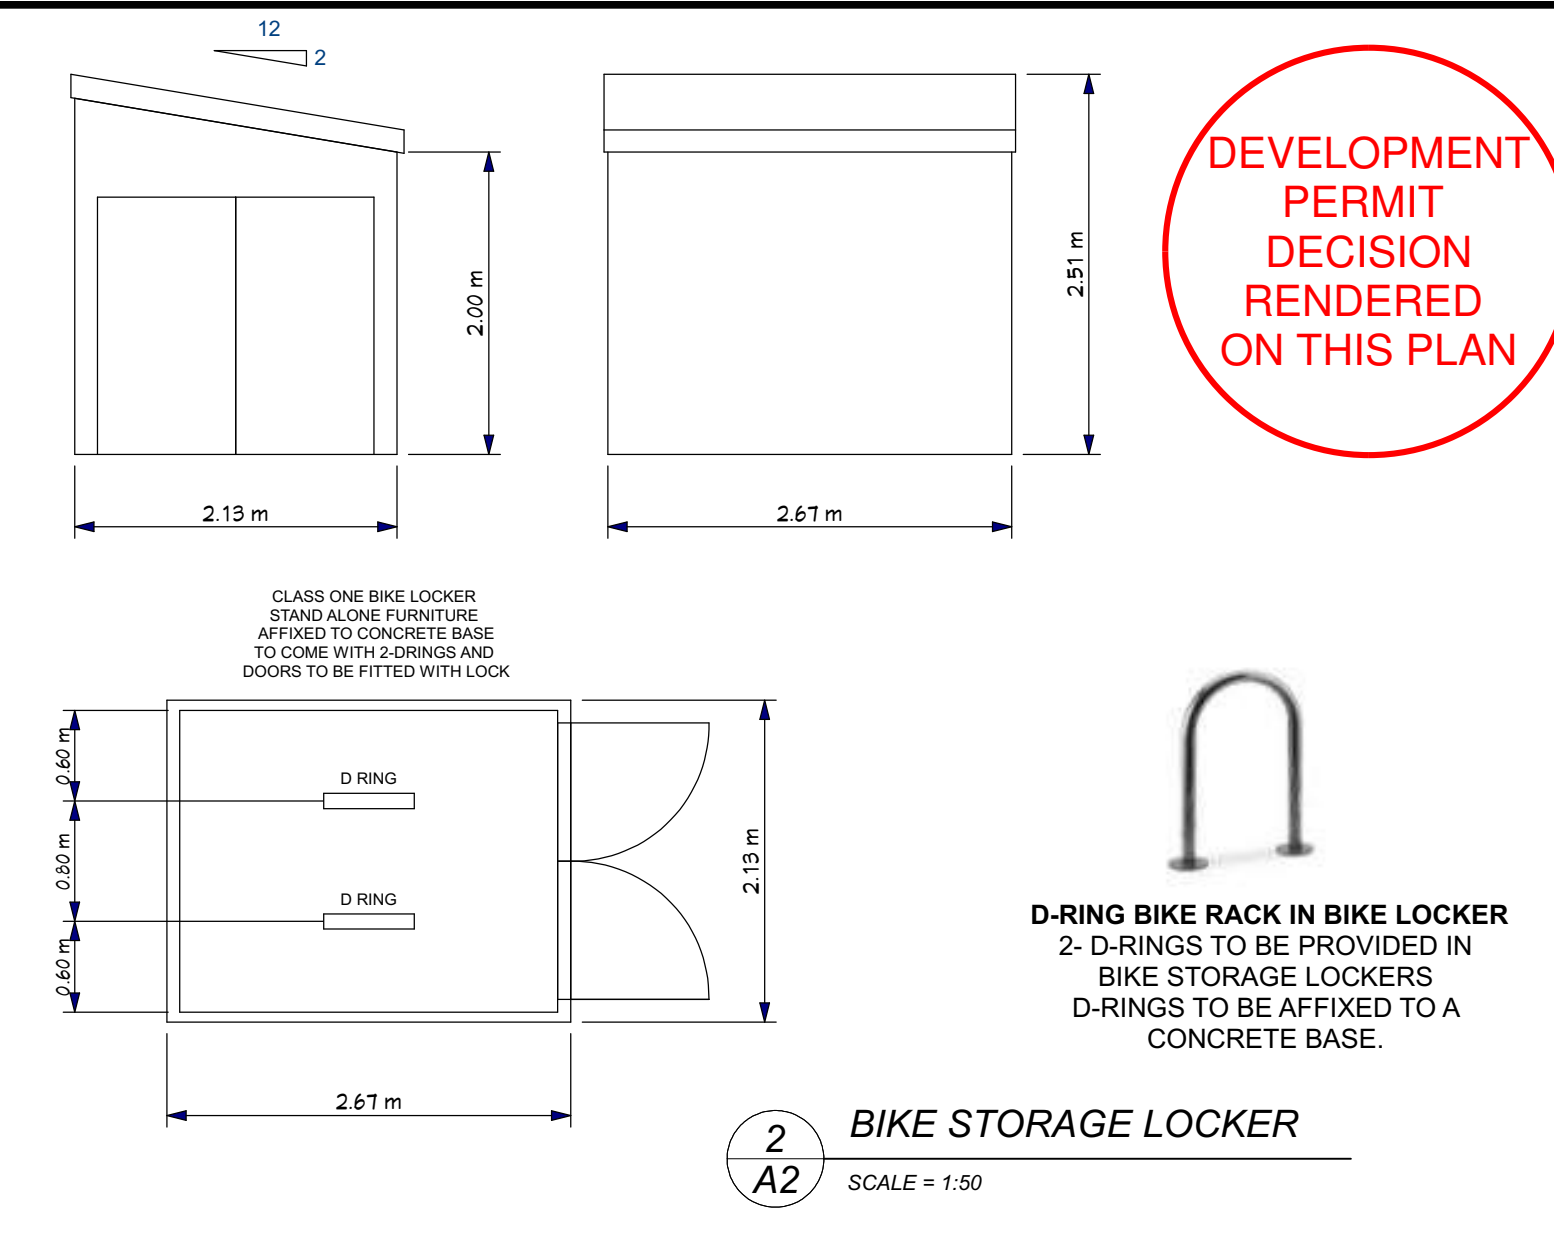 12
2
2.00 m
2.13 m
2.51 m
2.67 m
DEVELOPMENT
PERMIT
DECISION
RENDERED
ON THIS PLAN
CLASS ONE BIKE LOCKER
STAND ALONE FURNITURE
AFFIXED TO CONCRETE BASE
TO COME WITH 2-DRINGS AND
DOORS TO BE FITTED WITH LOCK
0.60 m
0.80 m
0.60 m
D RING
D RING
2.13 m
2.67 m
D-RING BIKE RACK IN BIKE LOCKER
2- D-RINGS TO BE PROVIDED IN
BIKE STORAGE LOCKERS
D-RINGS TO BE AFFIXED TO A
CONCRETE BASE.
2
A2
BIKE STORAGE LOCKER
SCALE = 1:50